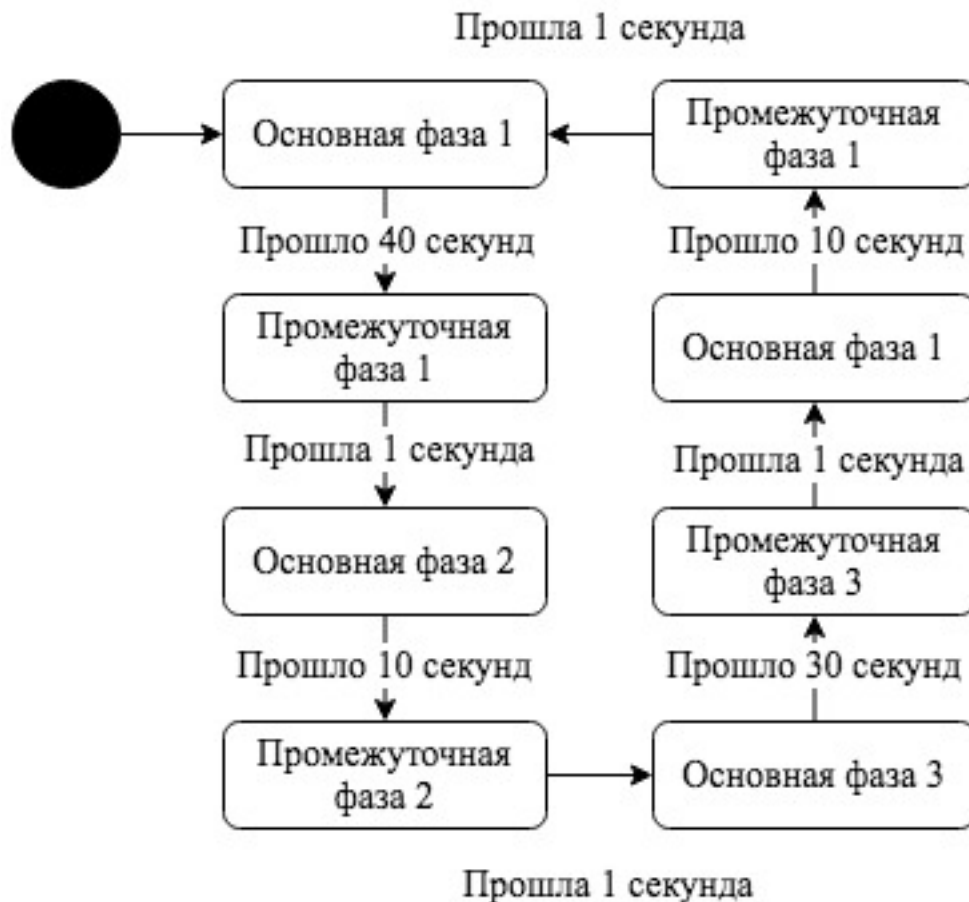 Прошла 1 секунда
Основная фаза 1
Промежуточная
фаза 1
Прошло 40 секунд
Прошло 10 секунд
Промежуточная
фаза 1
Основная фаза 1
Прошла 1 секунда
Прошла 1 секунда
Основная фаза 2
Промежуточная
фаза 3
Прошло 10 секунд
Прошло 30 секунд
Промежуточная
фаза 2
Основная фаза 3
Прошла 1 секунда